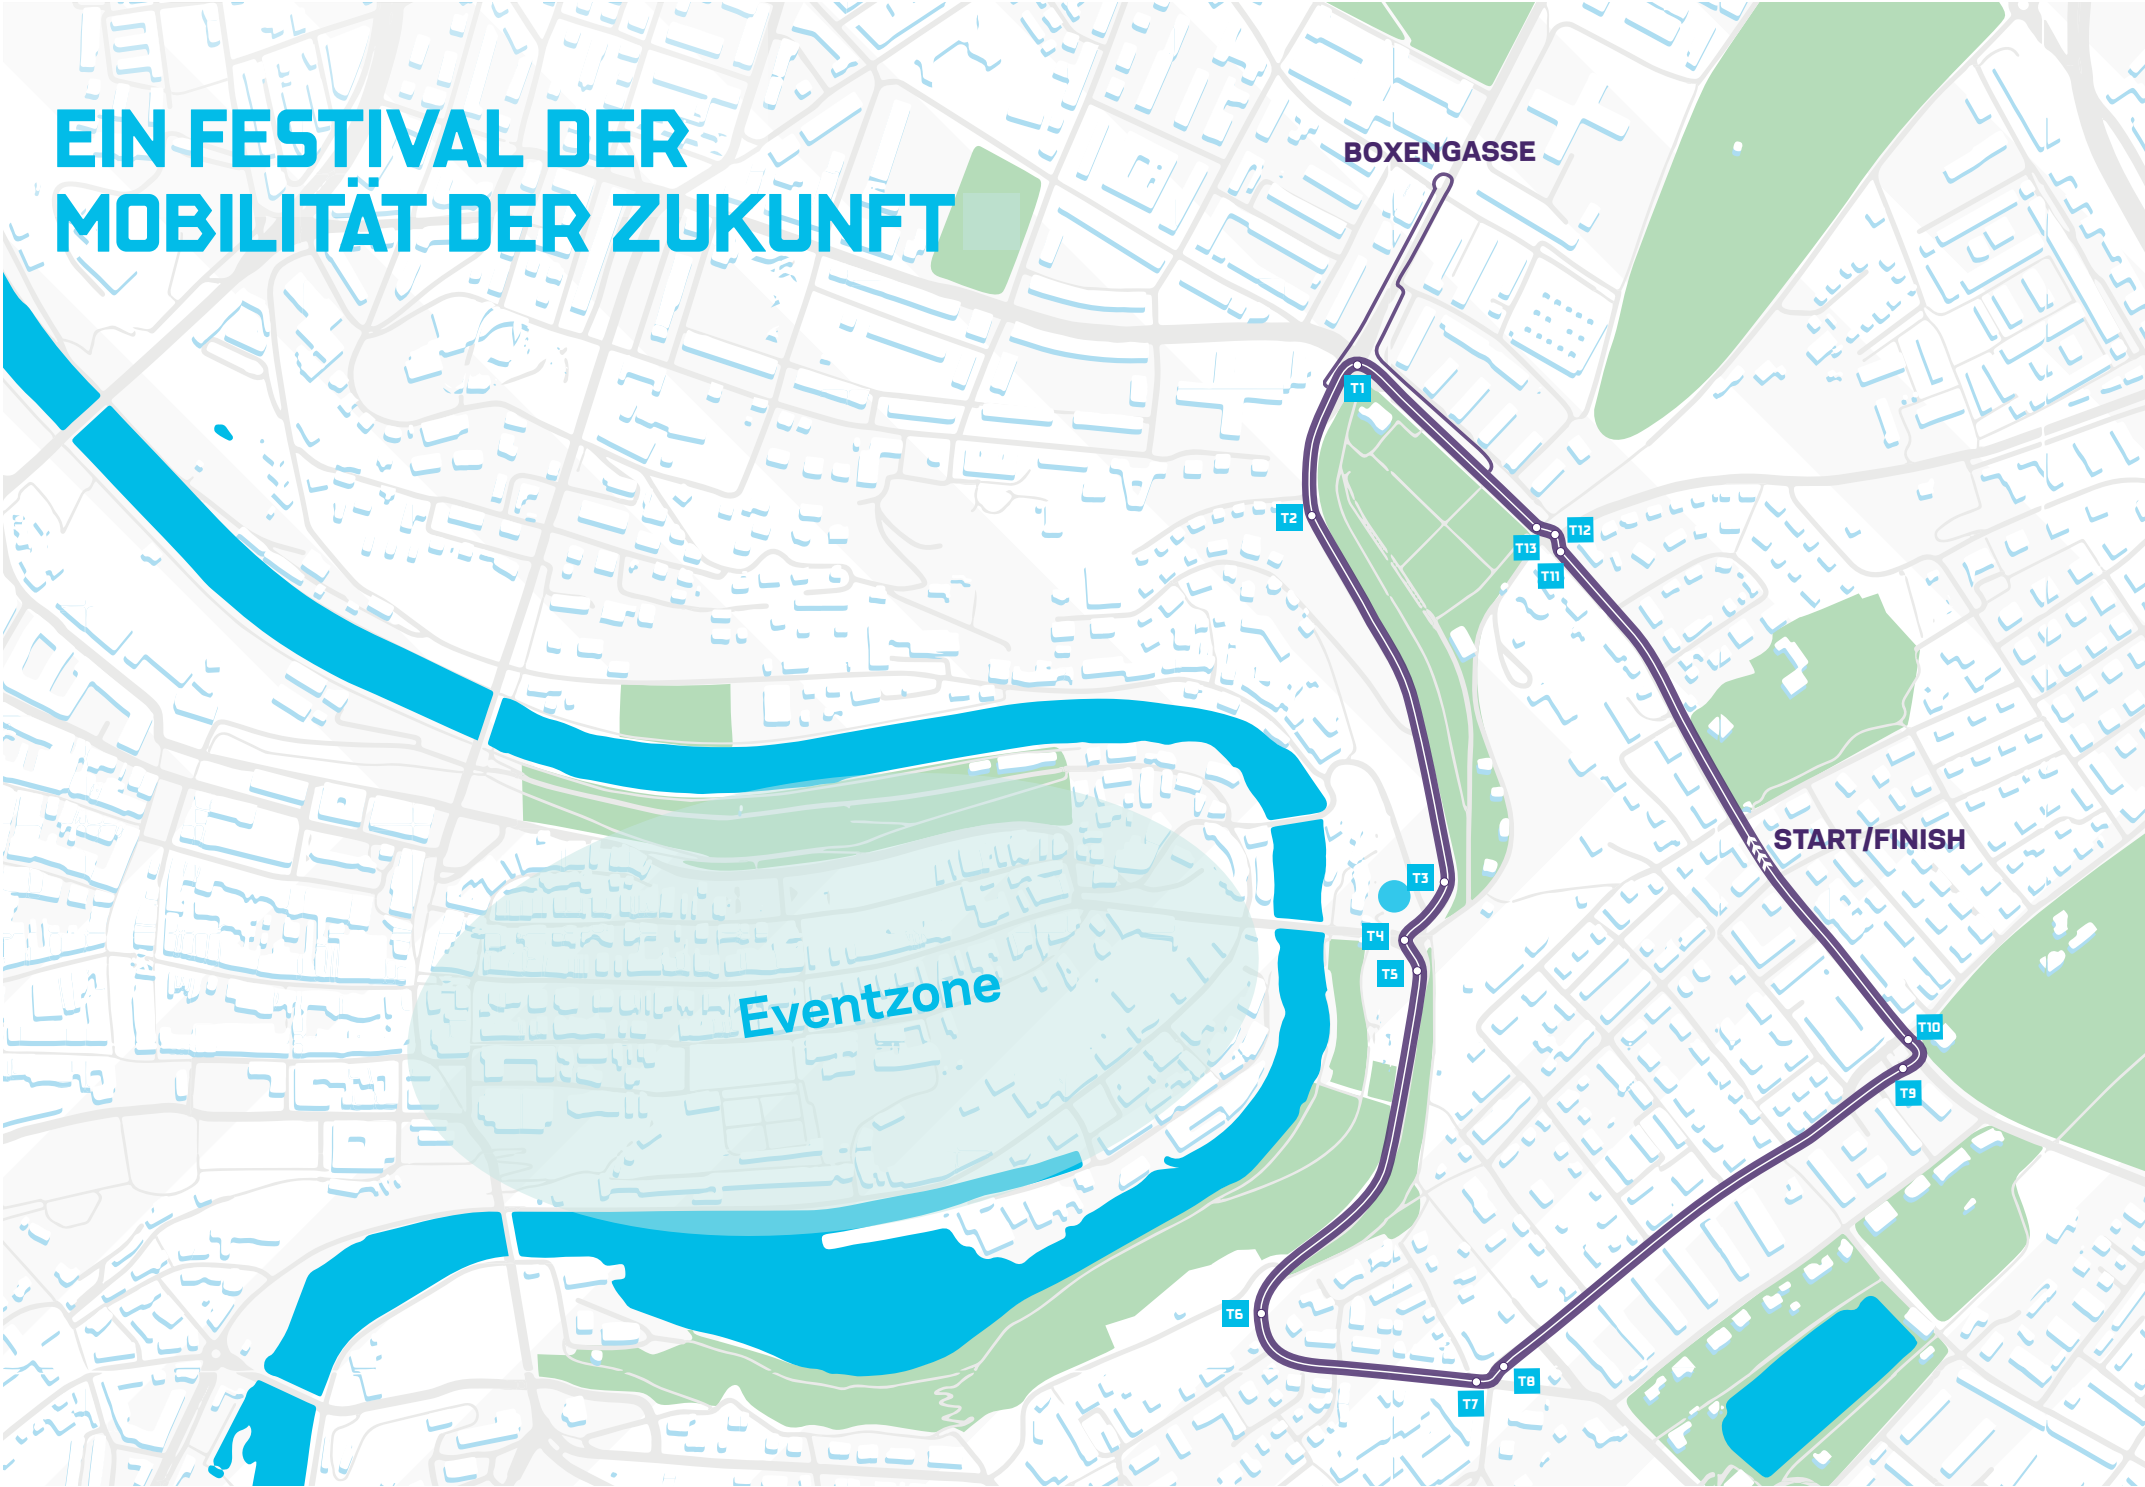 EIN FESTIVAL DER
MOBILITÄT DER ZUKUNFT
BOXENGASSE
T1
T2
T12
T13
T11
START/FINISH
T3
T4
T5
Eventzone
T10
T9
T6
T8
T7